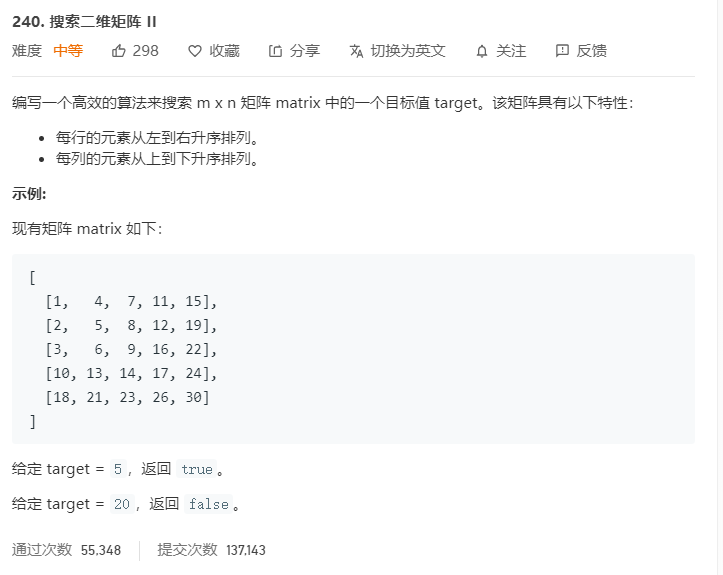 240. 搜索二维矩阵 II
难度 中等 298 收藏 分享 切换为英文 关注 反馈
编写一个高效的算法来搜索 m x n 矩阵 matrix 中的一个目标值 target。该矩阵具有以下特性：
• 每行的元素从左到右升序排列。
• 每列的元素从上到下升序排列。
示例:
现有矩阵 matrix 如下：
[
[1, 4, 7, 11, 15],
[2, 5, 8, 12, 19],
[3, 6, 9, 16, 22],
[10, 13, 14, 17, 24],
[18, 21, 23, 26, 30]
]
给定 target = 5，返回 true。
给定 target = 20，返回 false。
通过次数 55,348 提交次数 137,143